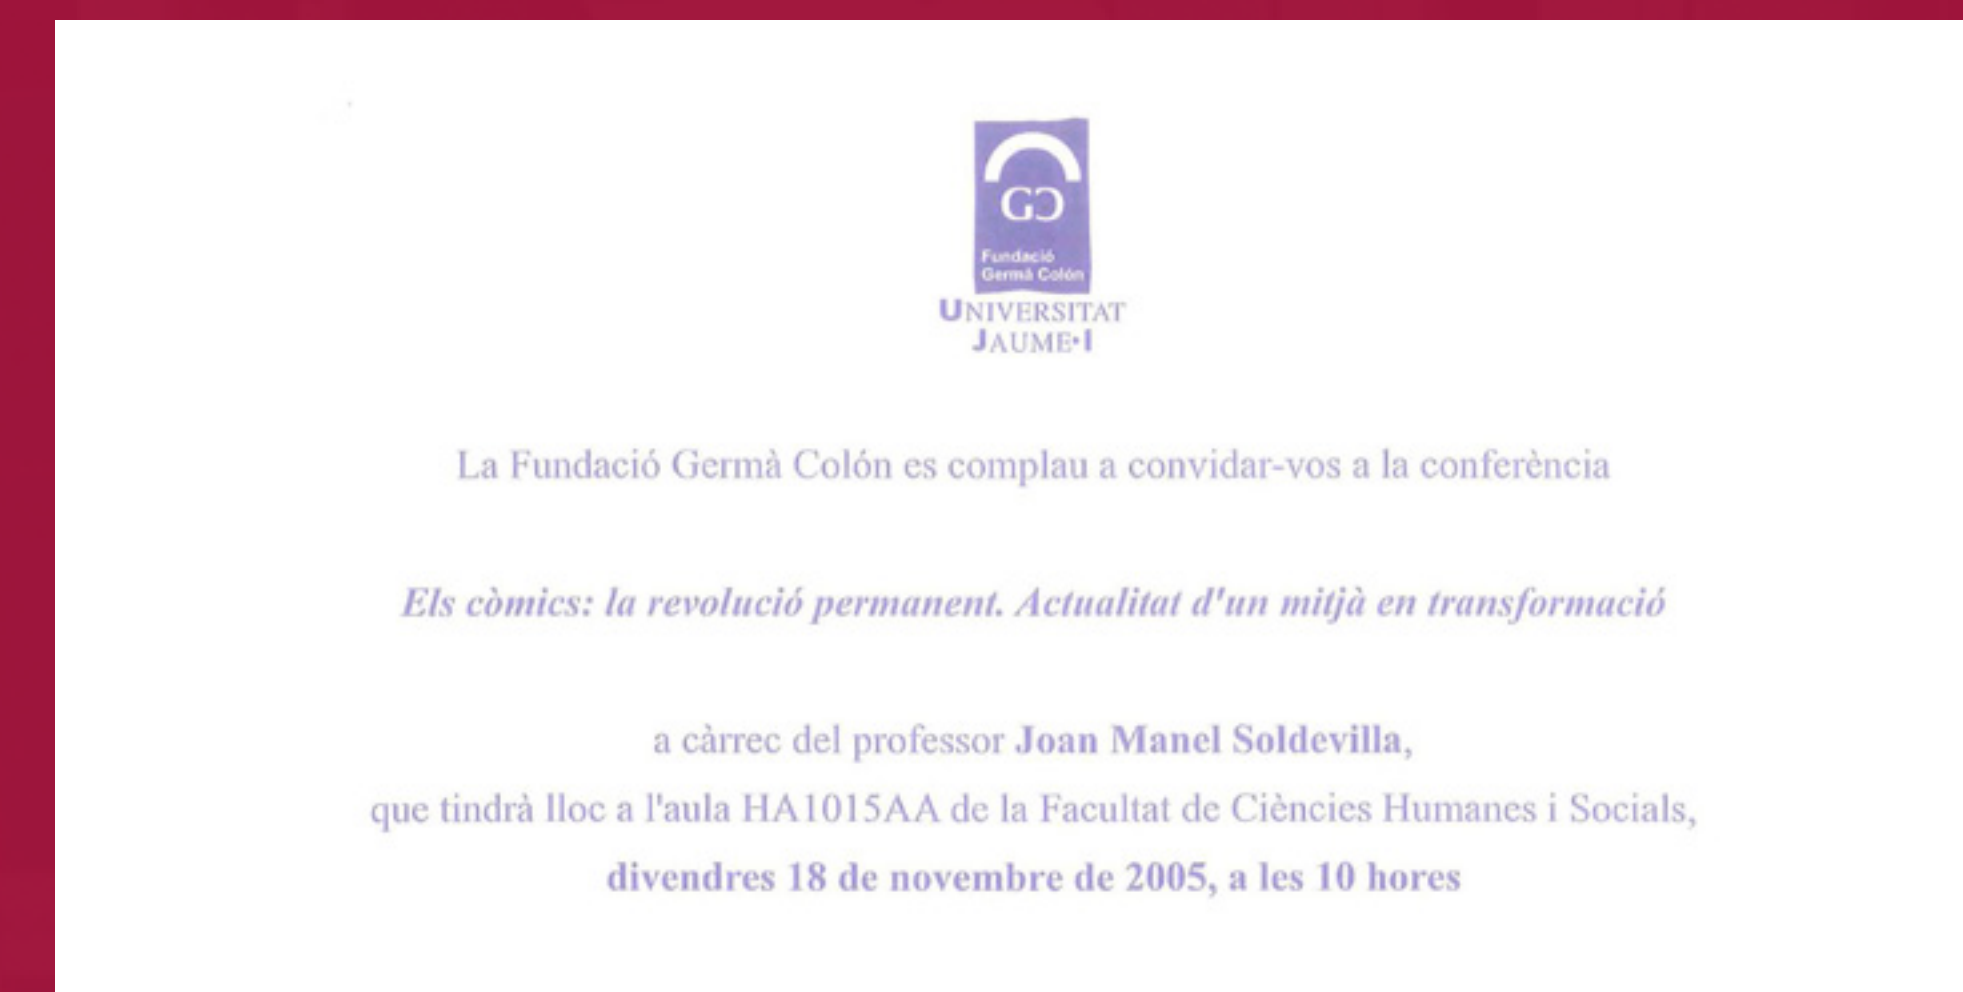 GC
Fundació
Germà Colón
UNIVERSITAT
JAUME·I
La Fundació Germà Colón es complau a convidar-vos a la conferència
Els còmics: la revolució permanent. Actualitat d'un mitjà en transformació
a càrrec del professor Joan Manel Soldevilla,
que tindrà lloc a l'aula HA1015AA de la Facultat de Ciències Humanes i Socials,
divendres 18 de novembre de 2005, a les 10 hores